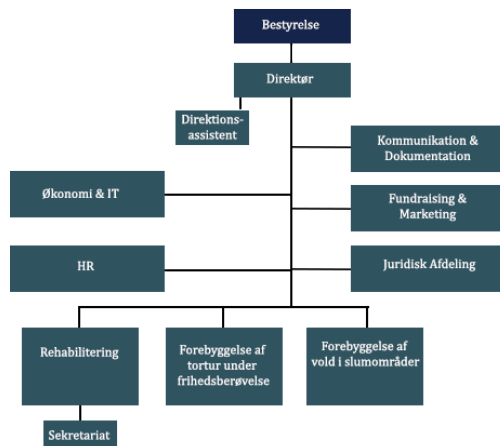 Bestyrelse
Direktør
Direktions-
assistent
Kommunikation &
Dokumentation
Økonomi & IT
Fundraising &
Marketing
HR
Juridisk Afdeling
Rehabilitering
Forebyggelse af
tortur under
frihedsberøvelse
Forebyggelse af
vold i slumområder
Sekretariat